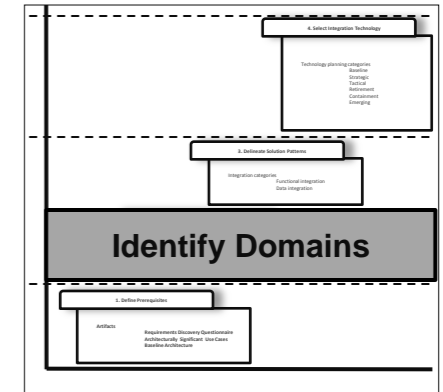 4. Select Integration Technology
Technology planning categories
Baseline
Strategic
Tactical
Retirement
Containment
Emerging
3. Delineate Solution Patterns
Integration categories
Functional integration
Data integration
Identify Domains
1. Define Prerequisites
Artifacts
Requirements Discovery Questionnaire
Architecturally Significant Use Cases
Baseline Architecture